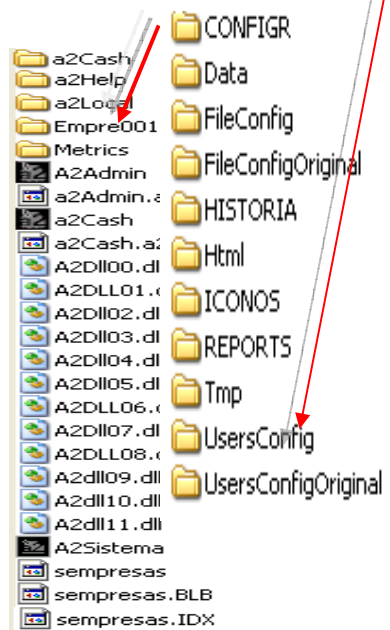 a2Cash
a2Help
a2Local
Empre001
Metrics
A2Admin
a2Admin.a
a2Cash
a2Cash.a2
A2Dll00.dl
A2DLL01.
A2Dll02.dl
A2Dll03.dl
A2Dll04.dl
A2Dll05.dl
A2DLL06.
A2Dll07.dl
A2DLL08.
A2dll09.dll
A2dll10.dll
A2dll11.dll
A2Sistema
sempresas
sempresas.BLB
sempresas.IDX
CONFIGR
Data
FileConfig
FileConfigOriginal
HISTORIA
Html
ICONOS
REPORTS
Tmp
UsersConfig
UsersConfigOriginal